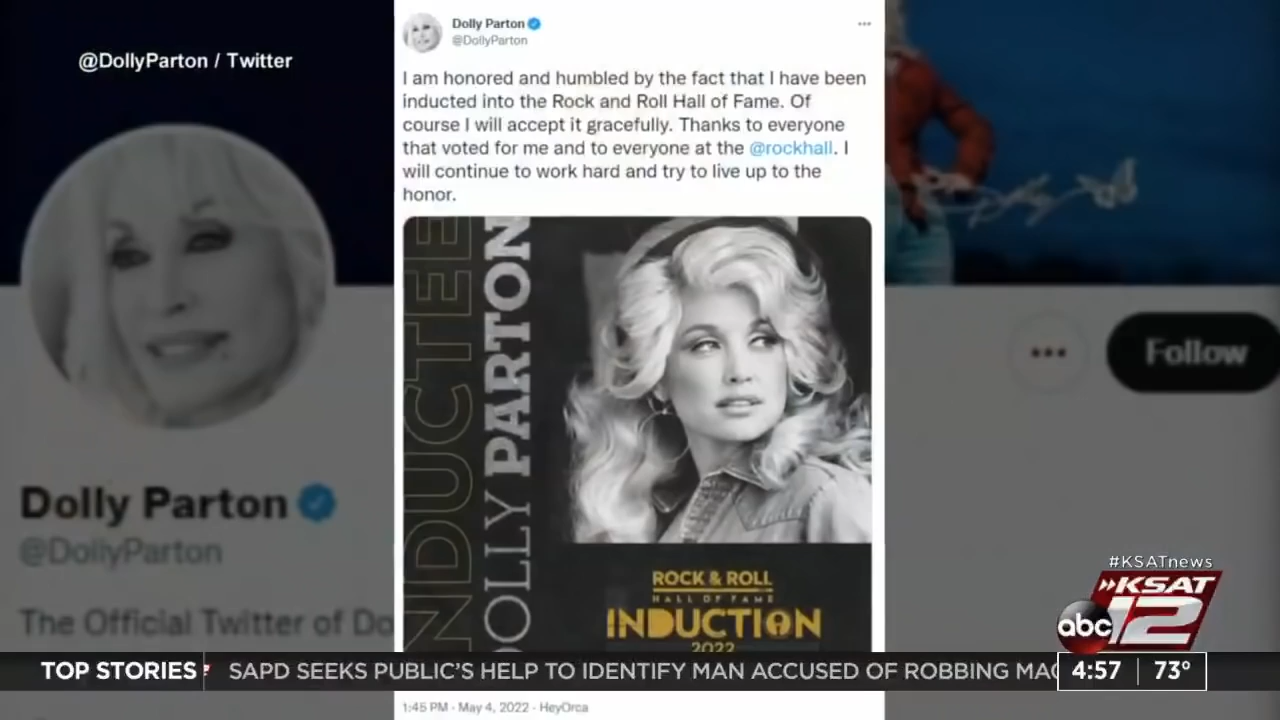 @DollyParton / Twitter
Dolly Parton
@DollyParton
I am honored and humbled by the fact that I have been
inducted into the Rock and Roll Hall of Fame. Of
course I will accept it gracefully. Thanks to everyone
that voted for me and to everyone at the @rockhall. I
will continue to work hard and try to live up to the
honor.
INDUCTEE
DOLLY PARTON
ROCK & ROLL
HALL OF FAME
INDUCTION
2022
1:45 PM · May 4, 2022 · HeyOrca
Dolly Parton
@DollyParton
The Official Twitter of Do
Follow
#KSATnews
KSAT
12
abc
TOP STORIES
SAPD SEEKS PUBLIC'S HELP TO IDENTIFY MAN ACCUSED OF ROBBING MAC
4:57 73°